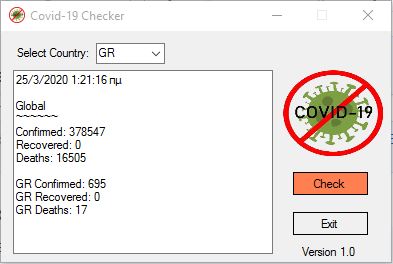 Covid-19 Checker
Select Country: GR
25/3/2020 1:21:16 πμ
Global
~~~~~~
Confirmed: 378547
Recovered: 0
Deaths: 16505
GR Confirmed: 695
GR Recovered: 0
GR Deaths: 17
COVID-19
Check
Exit
Version 1.0